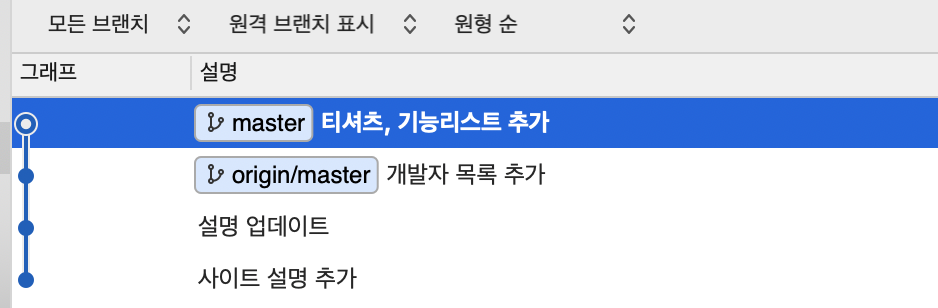 모든 브랜치 원격 브랜치 표시 원형 순
그래프 설명
master 티셔츠, 기능리스트 추가
origin/master 개발자 목록 추가
설명 업데이트
사이트 설명 추가